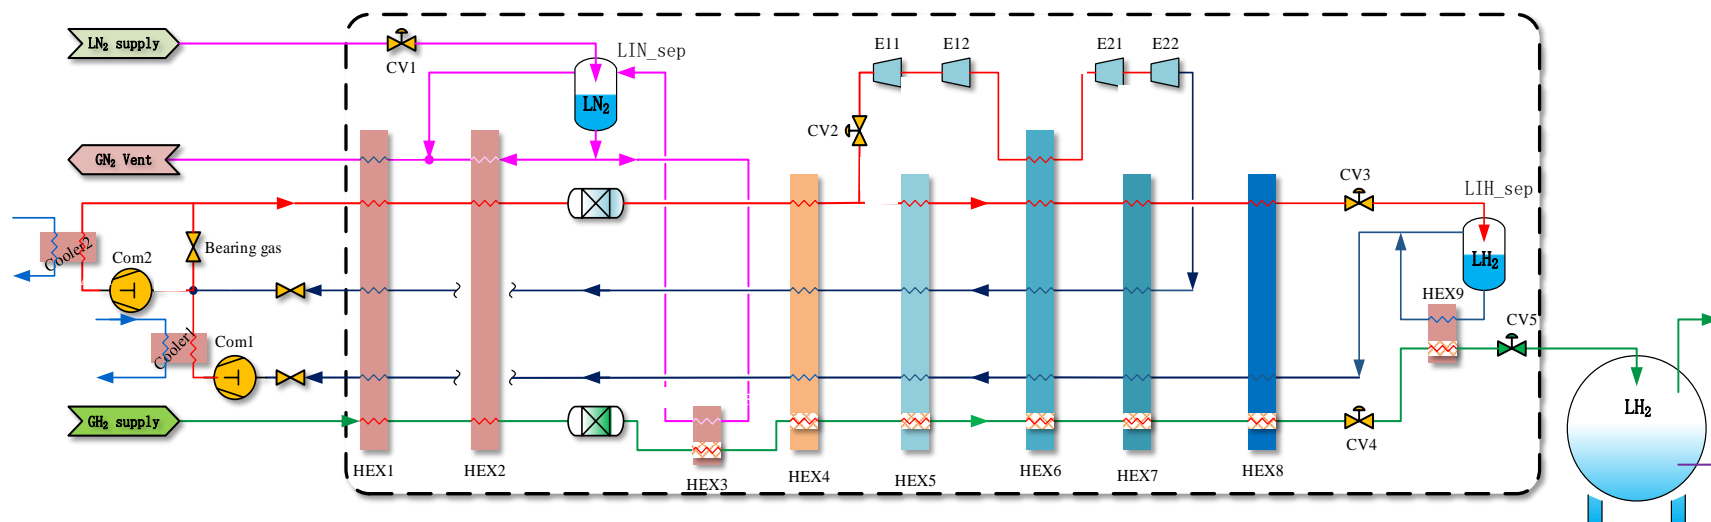 LN₂ supply
CV1
LIN_sep
LN₂
E11
E12
E21
E22
CV2
GN₂ Vent
CV3
LIH_sep
LH₂
Cooler2
Com2
Bearing gas
HEX9
CV5
Cooler1
Com1
GH₂ supply
CV4
LH₂
HEX1
HEX2
HEX3
HEX4
HEX5
HEX6
HEX7
HEX8